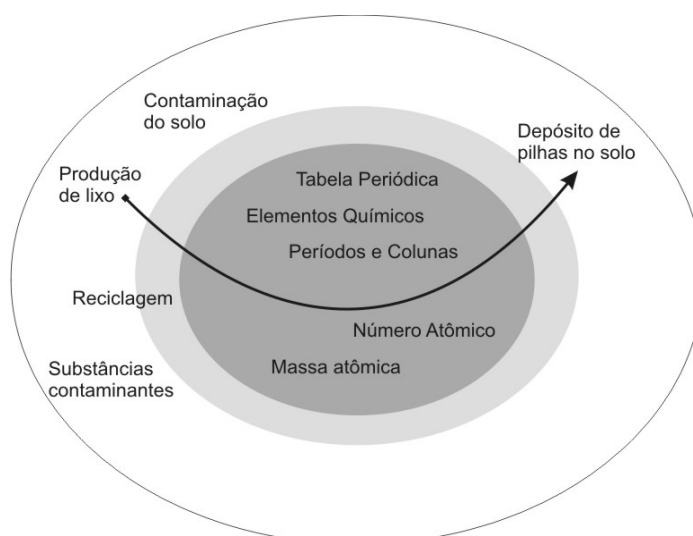 Contaminação
do solo
Depósito de
pilhas no solo
Produção
de lixo
Tabela Periódica
Elementos Químicos
Períodos e Colunas
Reciclagem
Número Atômico
Substâncias
contaminantes
Massa atômica